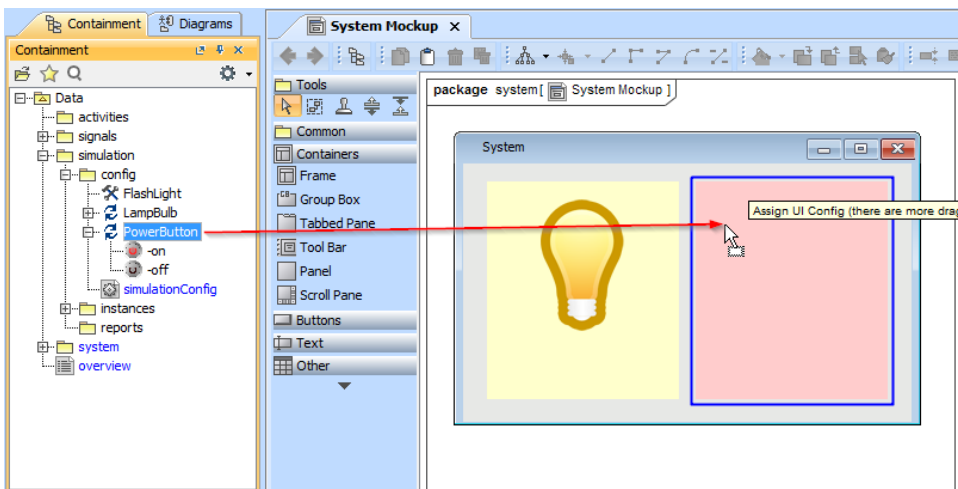 Containment
Diagrams
Containment
Data
activities
signals
simulation
config
FlashLight
LampBulb
PowerButton
-on
-off
simulationConfig
instances
reports
system
overview
System Mockup X
Tools
Common
Containers
Frame
Group Box
Tabbed Pane
Tool Bar
Panel
Scroll Pane
Buttons
Text
Other
package system[ System Mockup ]
System
Assign UI Config (there are more drag